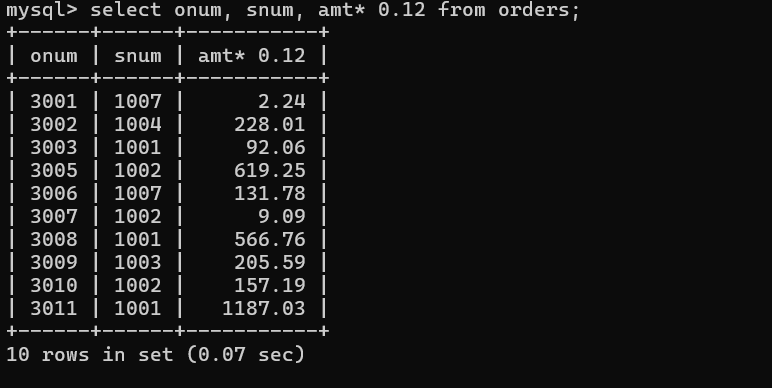 mysql> select onum, snum, amt* 0.12 from orders;
+------+------+-----------+
| onum | snum | amt* 0.12 |
+------+------+-----------+
| 3001 | 1007 |      2.24 |
| 3002 | 1004 |    228.01 |
| 3003 | 1001 |     92.06 |
| 3005 | 1002 |    619.25 |
| 3006 | 1007 |    131.78 |
| 3007 | 1002 |      9.09 |
| 3008 | 1001 |    566.76 |
| 3009 | 1003 |    205.59 |
| 3010 | 1002 |    157.19 |
| 3011 | 1001 |   1187.03 |
+------+------+-----------+
10 rows in set (0.07 sec)